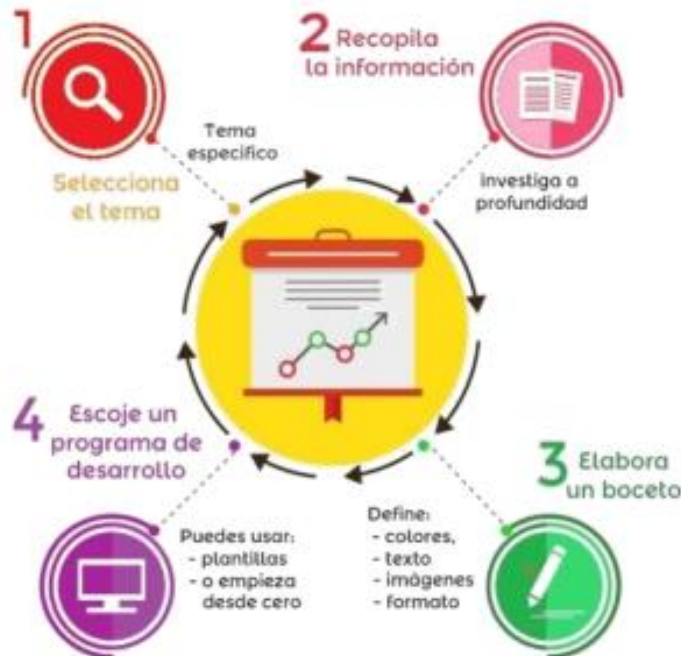 1
Selecciona
el tema
Tema
especifico
2 Recopila
la información
investiga a
profundidad
3 Elabora
un boceto
Define:
- colores,
- texto
- imágenes
- formato
4 Escoje un
programa de
desarrollo
Puedes usar:
- plantillas
- o empieza
desde cero